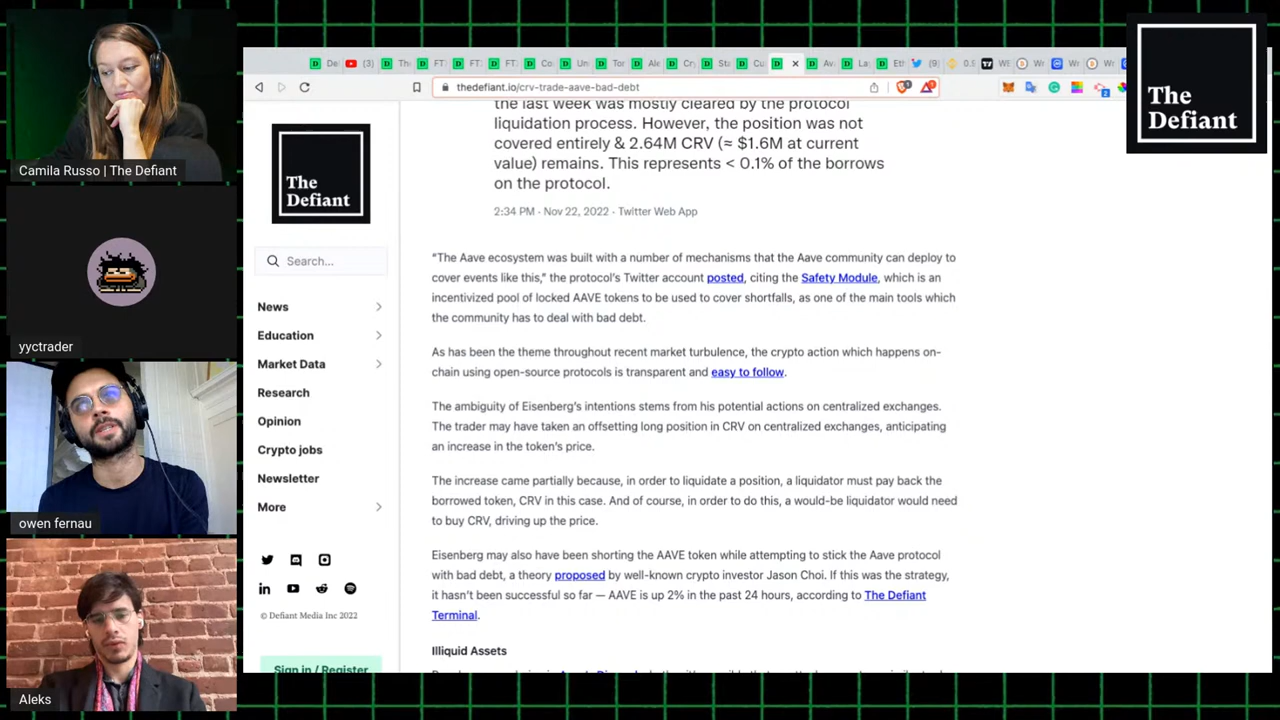 Camila Russo | The Defiant
yyctrader
owen fernau
Aleks
The
Defiant
(3)
FT
FT
(9)
0.9
thedefiant.io/crv-trade-aave-bad-debt
2
The
Defiant
Search...
News
Education
Market Data
Research
Opinion
Crypto jobs
Newsletter
More
© Defiant Media Inc 2022
Sign in / Register
the last week was mostly cleared by the protocol
liquidation process. However, the position was not
covered entirely & 2.64M CRV (≈ $1.6M at current
value) remains. This represents < 0.1% of the borrows
on the protocol.
2:34 PM · Nov 22, 2022 · Twitter Web App
“The Aave ecosystem was built with a number of mechanisms that the Aave community can deploy to
cover events like this,” the protocol’s Twitter account posted, citing the Safety Module, which is an
incentivized pool of locked AAVE tokens to be used to cover shortfalls, as one of the main tools which
the community has to deal with bad debt.
As has been the theme throughout recent market turbulence, the crypto action which happens on-
chain using open-source protocols is transparent and easy to follow.
The ambiguity of Eisenberg’s intentions stems from his potential actions on centralized exchanges.
The trader may have taken an offsetting long position in CRV on centralized exchanges, anticipating
an increase in the token’s price.
The increase came partially because, in order to liquidate a position, a liquidator must pay back the
borrowed token, CRV in this case. And of course, in order to do this, a would-be liquidator would need
to buy CRV, driving up the price.
Eisenberg may also have been shorting the AAVE token while attempting to stick the Aave protocol
with bad debt, a theory proposed by well-known crypto investor Jason Choi. If this was the strategy,
it hasn’t been successful so far — AAVE is up 2% in the past 24 hours, according to The Defiant
Terminal.
Illiquid Assets